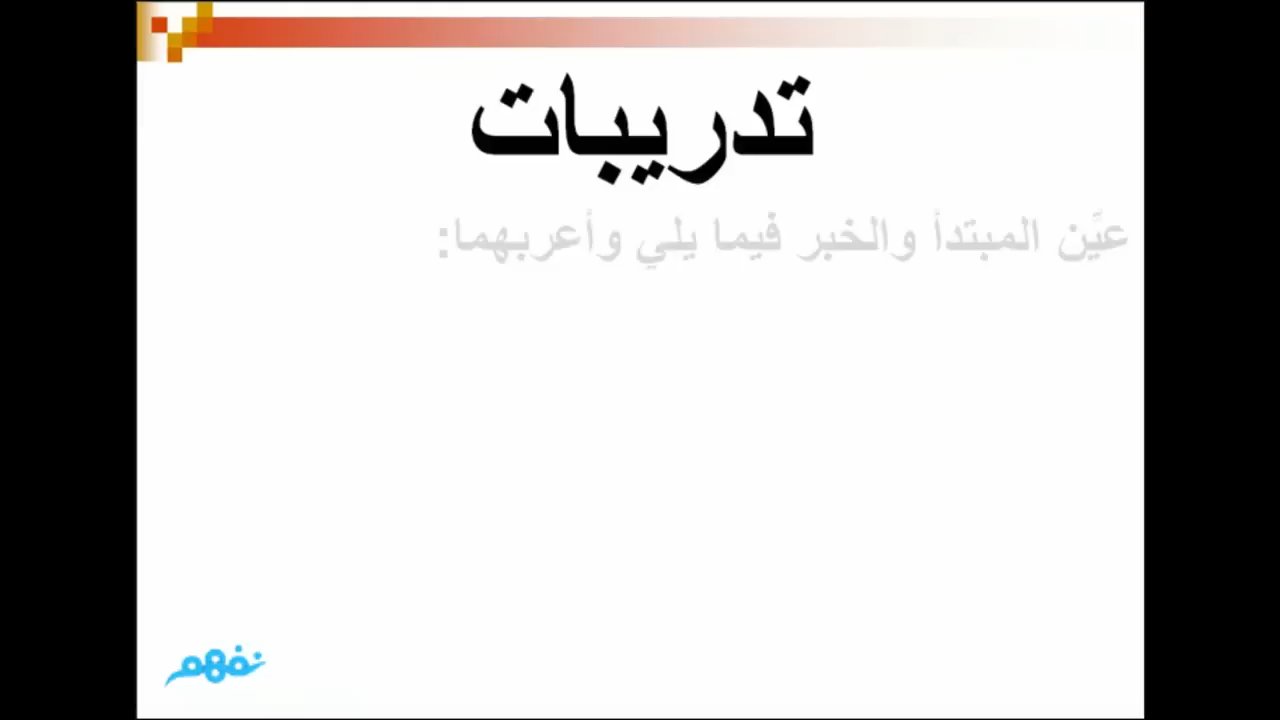 تدريبات
عيَّن المبتدأ والخبر فيما يلي وأعربهما:
نفهم